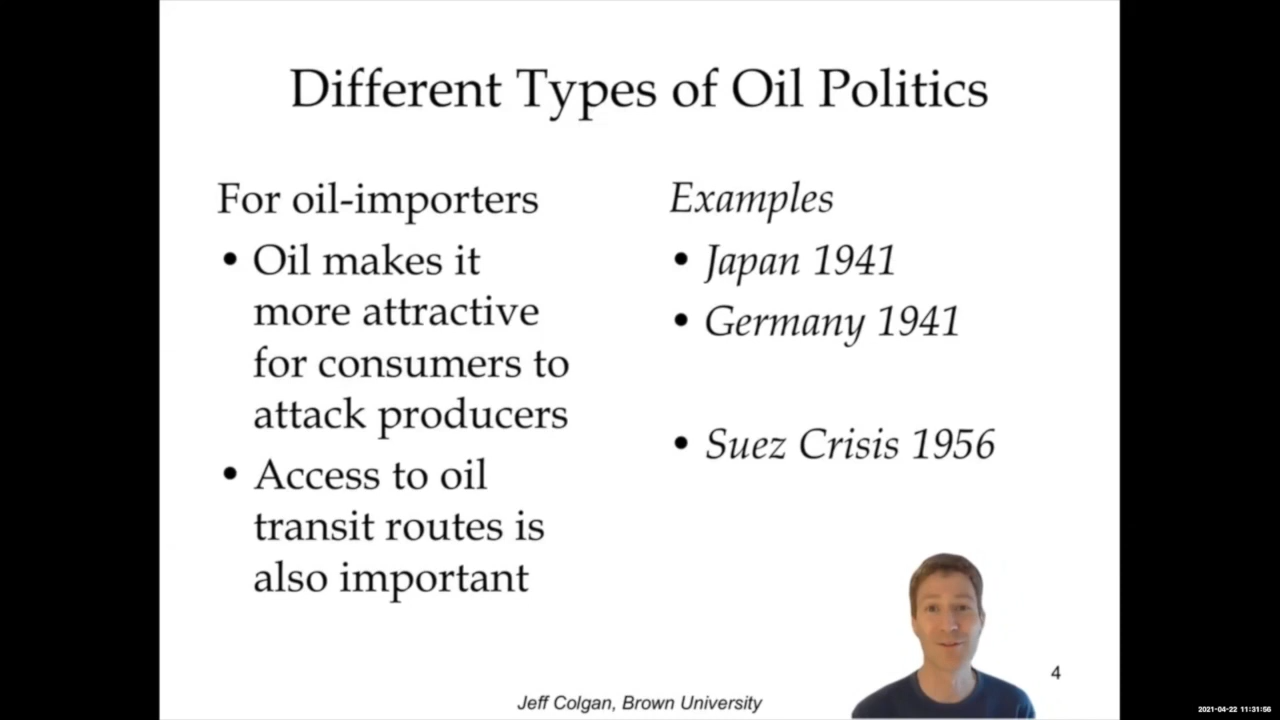 Different Types of Oil Politics
For oil-importers
• Oil makes it
more attractive
for consumers to
attack producers
• Access to oil
transit routes is
also important
Examples
• Japan 1941
• Germany 1941
• Suez Crisis 1956
4
Jeff Colgan, Brown University
2021-04-22 11:31:56